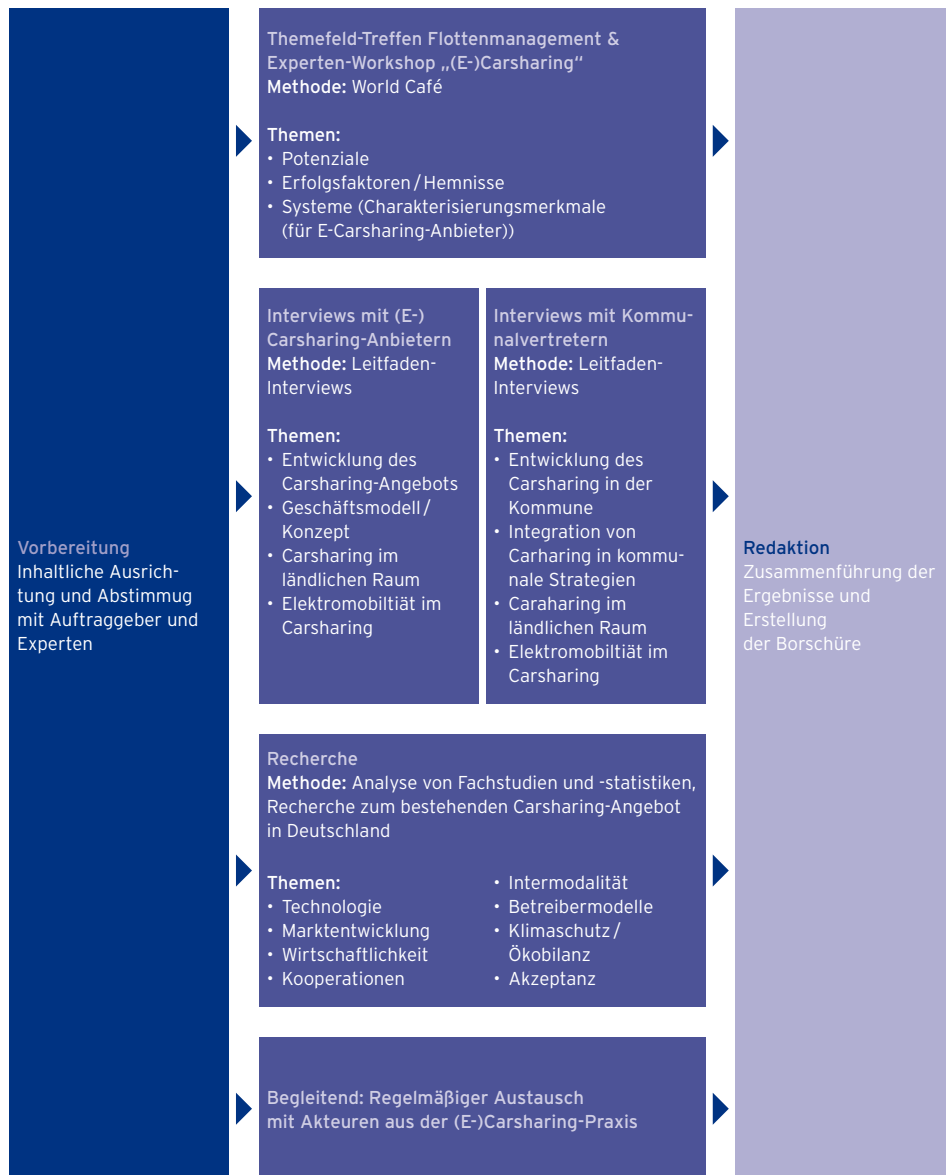 Vorbereitung
Inhaltliche Ausrich-
tung und Abstimmug
mit Auftraggeber und
Experten
Themefeld-Treffen Flottenmanagement &
Experten-Workshop „(E-)Carsharing“
Methode: World Café
Themen:
• Potenziale
• Erfolgsfaktoren/Hemnisse
• Systeme (Charakterisierungsmerkmale
(für E-Carsharing-Anbieter))
Interviews mit (E-)
Carsharing-Anbietern
Methode: Leitfaden-
Interviews
Themen:
• Entwicklung des
Carsharing-Angebots
• Geschäftsmodell/
Konzept
• Carsharing im
ländlichen Raum
• Elektromobiltiät im
Carsharing
Interviews mit Kommu-
nalvertretern
Methode: Leitfaden-
Interviews
Themen:
• Entwicklung des
Carsharing in der
Kommune
• Integration von
Carharing in kommu-
nale Strategien
• Caraharing im
ländlichen Raum
• Elektromobiltiät im
Carsharing
Recherche
Methode: Analyse von Fachstudien und -statistiken,
Recherche zum bestehenden Carsharing-Angebot
in Deutschland
Themen:
• Technologie
• Marktentwicklung
• Wirtschaftlichkeit
• Kooperationen
• Intermodalität
• Betreibermodelle
• Klimaschutz/
Ökobilanz
• Akzeptanz
Begleitend: Regelmäßiger Austausch
mit Akteuren aus der (E-)Carsharing-Praxis
Redaktion
Zusammenführung der
Ergebnisse und
Erstellung
der Borschüre